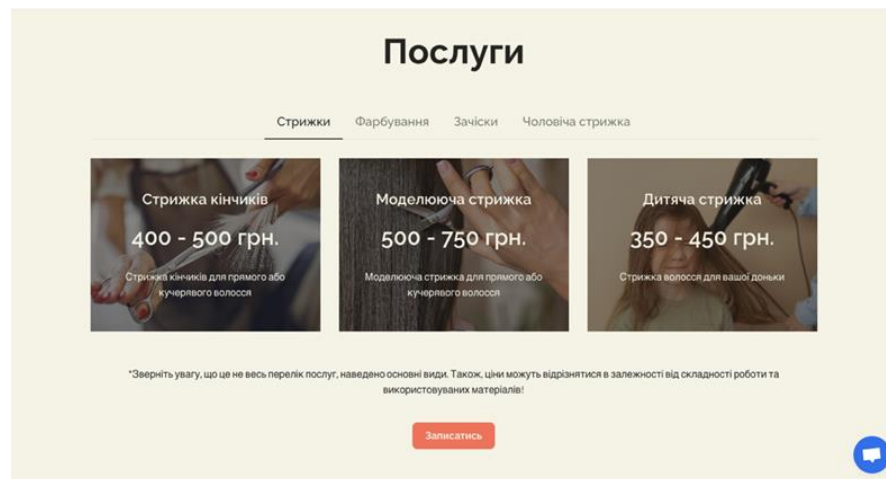 Послуги
Стрижки Фарбування Зачіски Чоловіча стрижка
Стрижка кінчиків
400 - 500 грн.
Стрижка кінчиків для прямого або
кучерявого волосся
Моделююча стрижка
500 - 750 грн.
Моделююча стрижка для прямого або
кучерявого волосся
Дитяча стрижка
350 - 450 грн.
Стрижка волосся для вашої доньки
*Зверніть увагу, що це не весь перелік послуг, наведено основні види. Також, ціни можуть відрізнятися в залежності від складності роботи та
використовуваних матеріалів!
Записатись